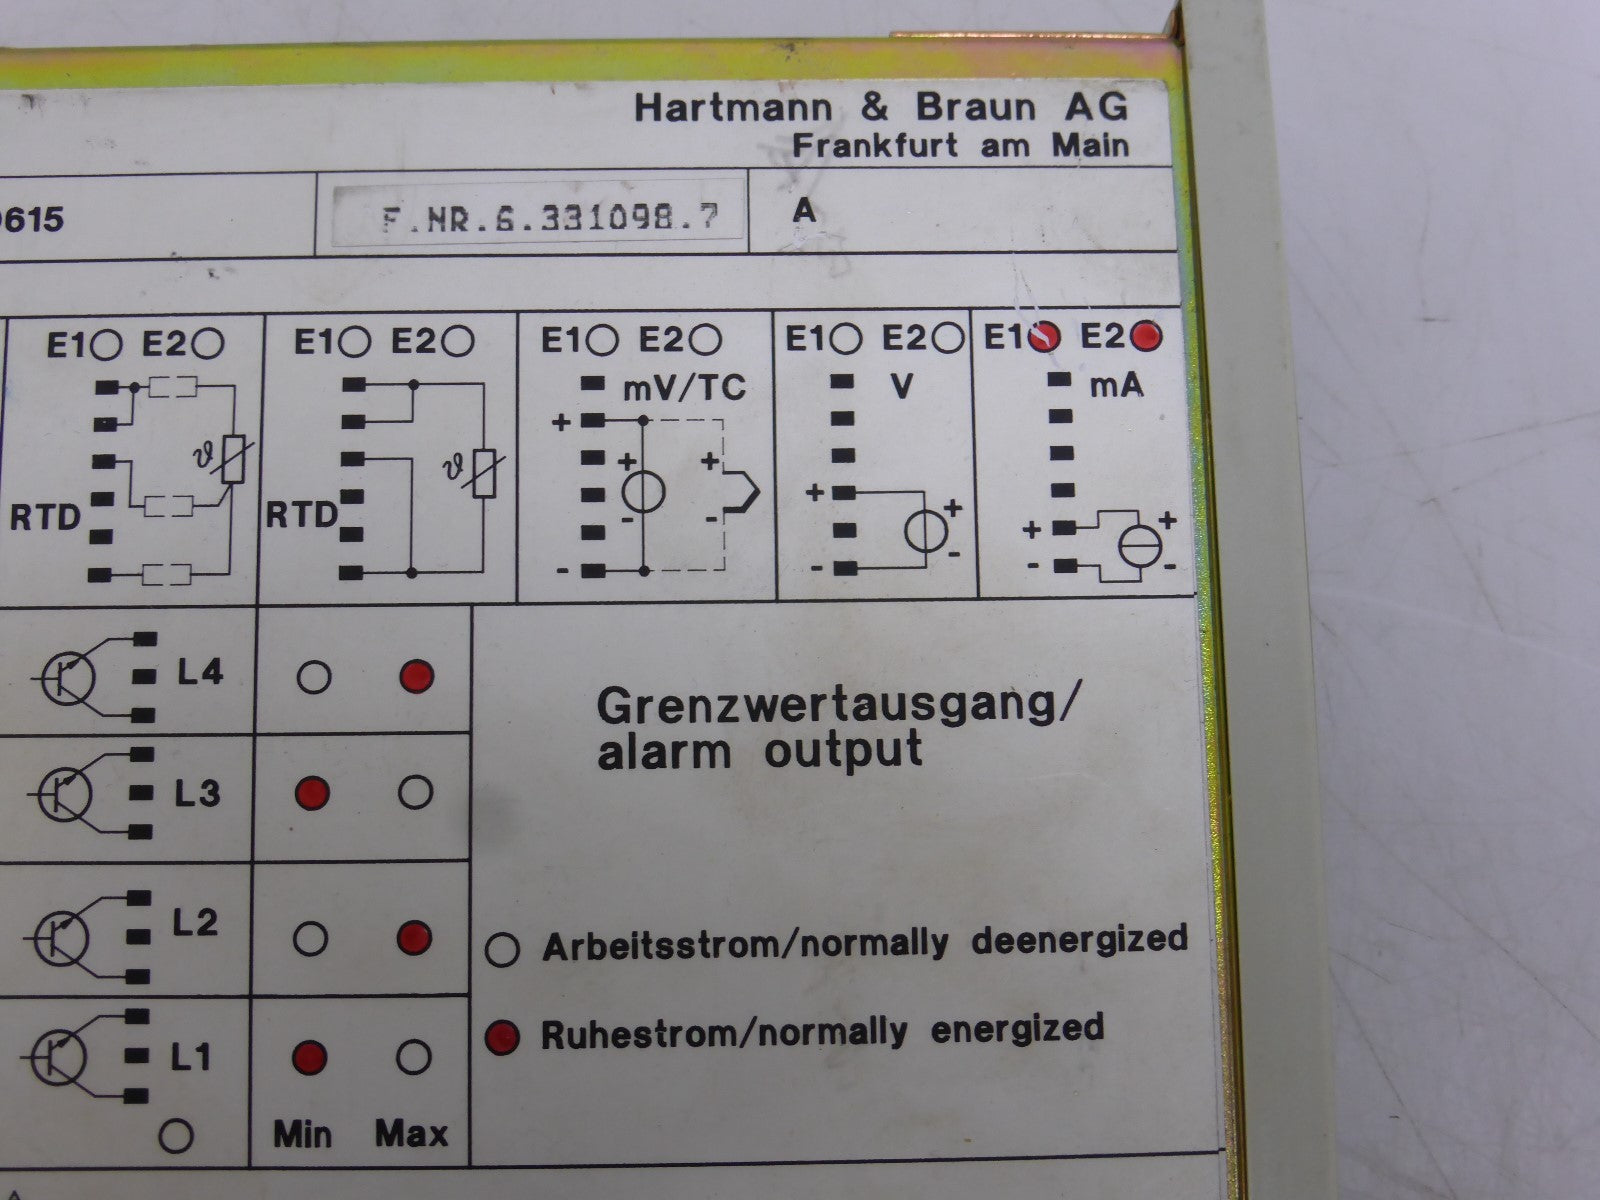 Hartmann & Braun AG
Frankfurt am Main
615 F.NR.6.331098.7 A
E1 E2 E1 E2 E1 E2 E1 E2 E1 E2
mV/TC V mA
+ + + + + + +
ϑ ϑ
RTD RTD
- - - - - - -
L4
Grenzwertausgang/
alarm output
L3
L2
Arbeitsstrom/normally deenergized
Ruhestrom/normally energized
L1
Min Max